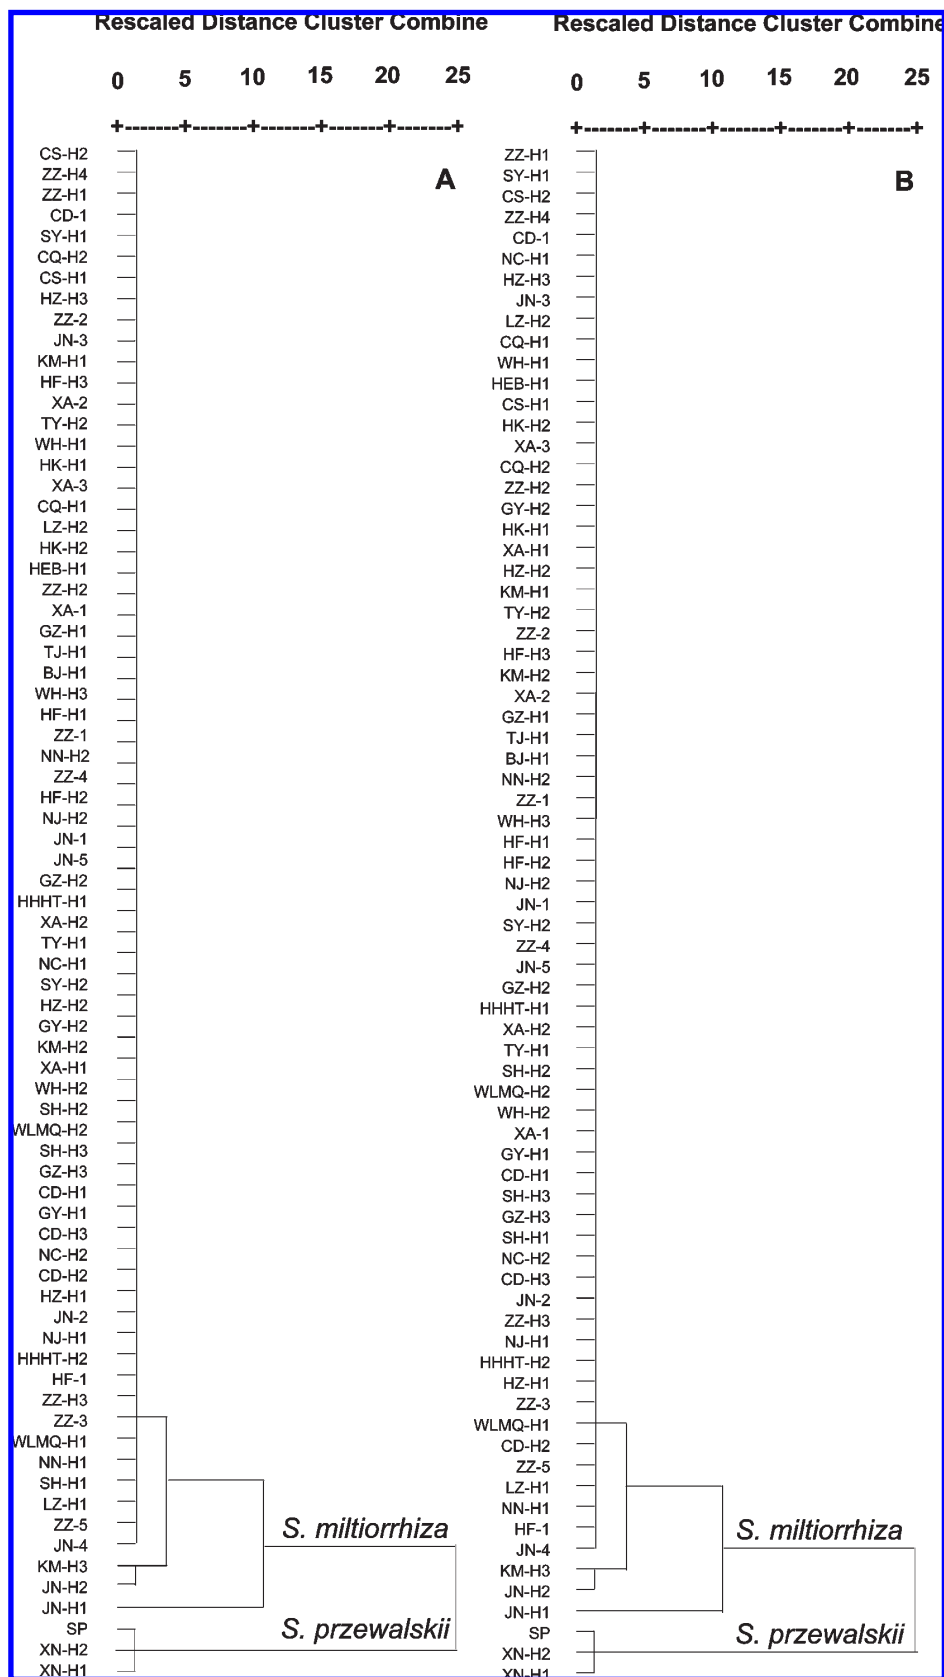 Rescaled Distance Cluster Combine
0 5 10 15 20 25
A
CS-H2
ZZ-H4
ZZ-H1
CD-1
SY-H1
CQ-H2
CS-H1
HZ-H3
ZZ-2
JN-3
KM-H1
HF-H3
XA-2
TY-H2
WH-H1
HK-H1
XA-3
CQ-H1
LZ-H2
HK-H2
HEB-H1
ZZ-H2
XA-1
GZ-H1
TJ-H1
BJ-H1
WH-H3
HF-H1
ZZ-1
NN-H2
ZZ-4
HF-H2
NJ-H2
JN-1
JN-5
GZ-H2
HHHT-H1
XA-H2
TY-H1
NC-H1
SY-H2
HZ-H2
GY-H2
KM-H2
XA-H1
WH-H2
SH-H2
WLMQ-H2
SH-H3
GZ-H3
CD-H1
GY-H1
CD-H3
NC-H2
CD-H2
HZ-H1
JN-2
NJ-H1
HHHT-H2
HF-1
ZZ-H3
ZZ-3
WLMQ-H1
NN-H1
SH-H1
LZ-H1
ZZ-5
JN-4
KM-H3
JN-H2
JN-H1
SP
XN-H2
XN-H1
S. miltiorrhiza
S. przewalskii
Rescaled Distance Cluster Combine
0 5 10 15 20 25
B
ZZ-H1
SY-H1
CS-H2
ZZ-H4
CD-1
NC-H1
HZ-H3
JN-3
LZ-H2
CQ-H1
WH-H1
HEB-H1
CS-H1
HK-H2
XA-3
CQ-H2
ZZ-H2
GY-H2
HK-H1
XA-H1
HZ-H2
KM-H1
TY-H2
ZZ-2
HF-H3
KM-H2
XA-2
GZ-H1
TJ-H1
BJ-H1
NN-H2
ZZ-1
WH-H3
HF-H1
HF-H2
NJ-H2
JN-1
SY-H2
ZZ-4
JN-5
GZ-H2
HHHT-H1
XA-H2
TY-H1
SH-H2
WLMQ-H2
WH-H2
XA-1
GY-H1
CD-H1
SH-H3
GZ-H3
SH-H1
NC-H2
CD-H3
JN-2
ZZ-H3
NJ-H1
HHHT-H2
HZ-H1
ZZ-3
WLMQ-H1
CD-H2
ZZ-5
LZ-H1
NN-H1
HF-1
JN-4
KM-H3
JN-H2
JN-H1
SP
XN-H2
XN-H1
S. miltiorrhiza
S. przewalskii